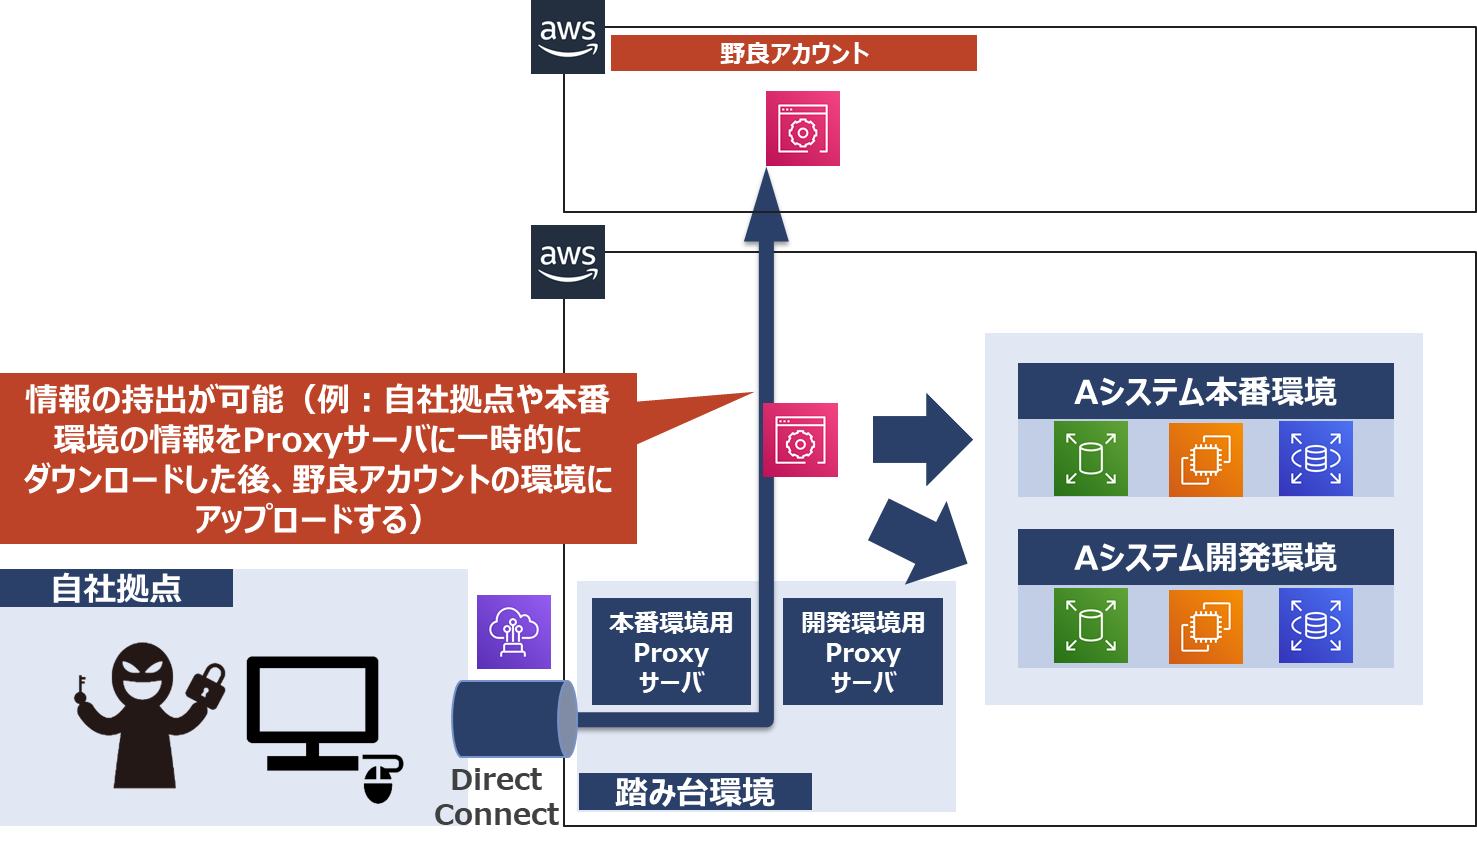 aws
野良アカウント
aws
情報の持出が可能（例：自社拠点や本番
環境の情報をProxyサーバに一時的に
ダウンロードした後、野良アカウントの環境に
アップロードする）
Aシステム本番環境
Aシステム開発環境
自社拠点
本番環境用
Proxy
サーバ
開発環境用
Proxy
サーバ
Direct
Connect
踏み台環境